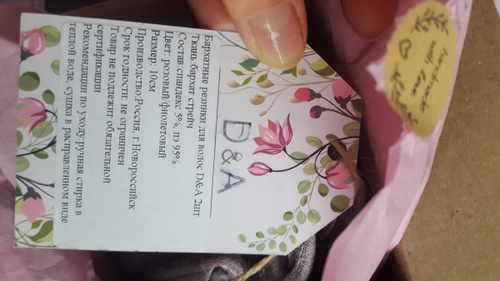 D&A
Бархатные резинки для волос D&A 2шт
Ткань:бархат стрейч
Состав:спандекс 5%, пэ 95%
Цвет: розовый фиолетовый
Размер: 10см
Производство:Россия, г.Новороссийск
Срок годности: не ограничен
Товар не подлежит обязательной
сертификации
Рекомендации по уходу:ручная стирка в
теплой воде, сушка в расправленном виде